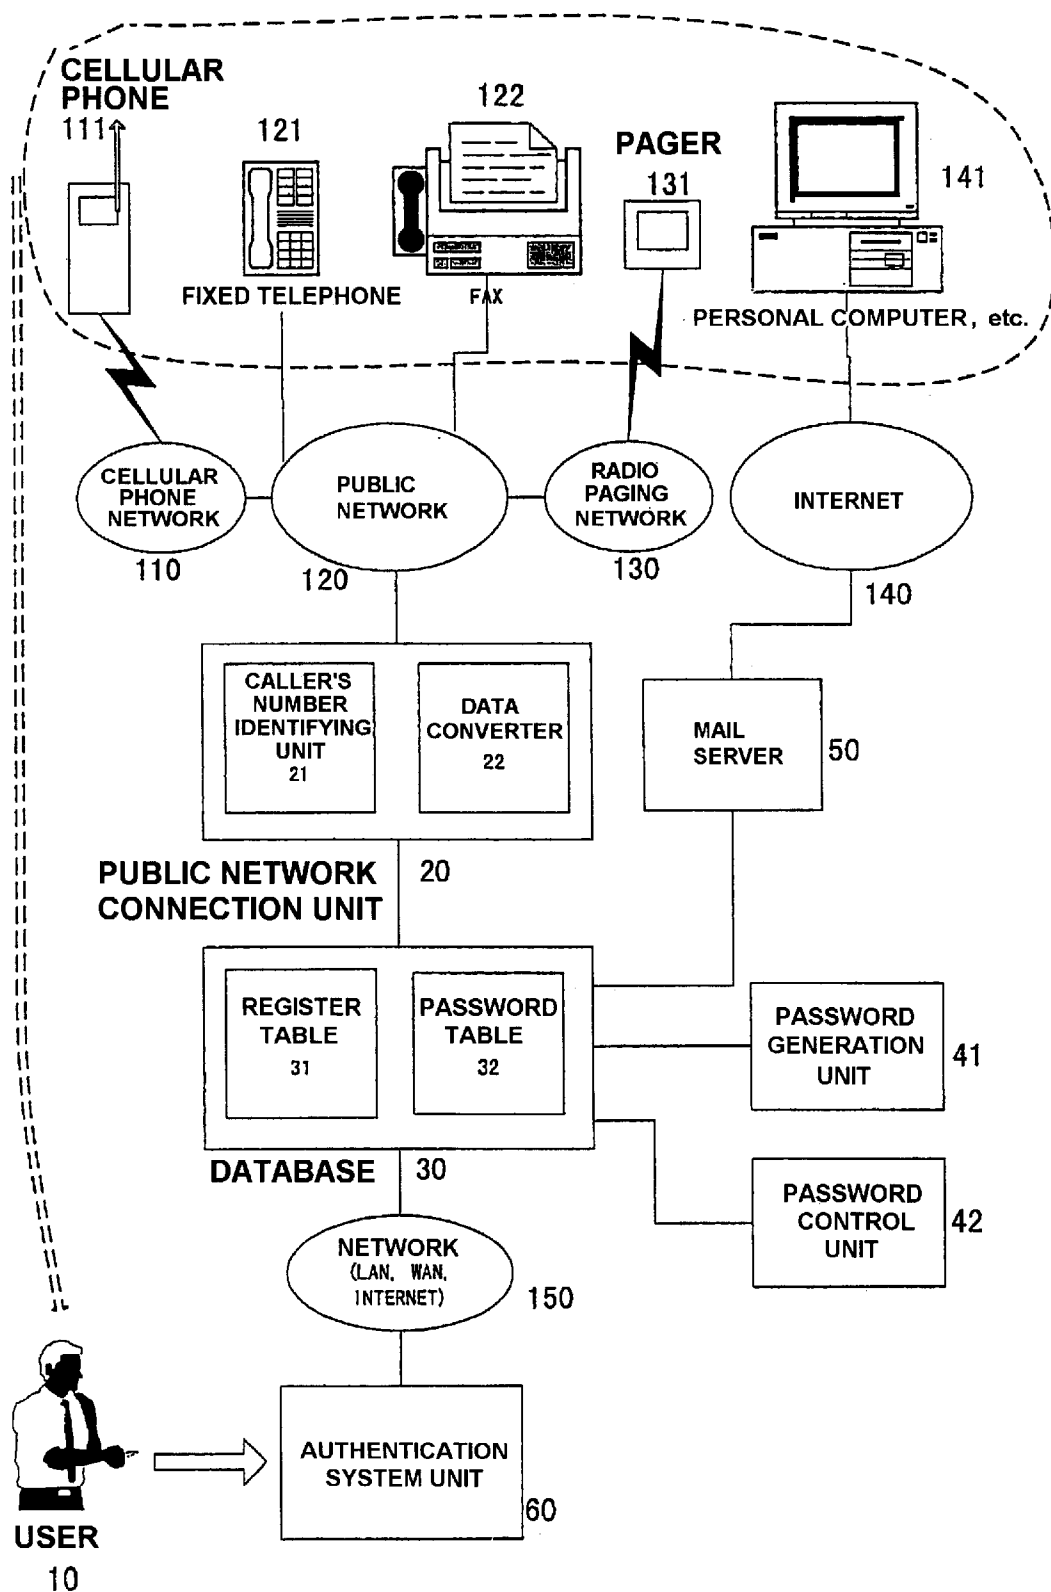 CELLULAR
PHONE
111
121
122
PAGER
131
141
FIXED TELEPHONE
FAX
PERSONAL COMPUTER, etc.
CELLULAR
PHONE
NETWORK
110
PUBLIC
NETWORK
120
RADIO
PAGING
NETWORK
130
INTERNET
140
CALLER'S
NUMBER
IDENTIFYING
UNIT
21
DATA
CONVERTER
22
MAIL
SERVER
50
PUBLIC NETWORK
CONNECTION UNIT
20
REGISTER
TABLE
31
PASSWORD
TABLE
32
PASSWORD
GENERATION
UNIT
41
DATABASE
30
PASSWORD
CONTROL
UNIT
42
NETWORK
(LAN, WAN,
INTERNET)
150
AUTHENTICATION
SYSTEM UNIT
60
USER
10